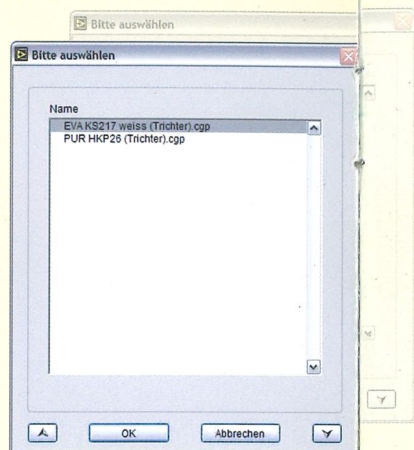 Bitte auswählen
Bitte auswählen
Name
EVA KS217 weiss (Trichter).cgp
PUR HKP26 (Trichter).cgp
OK
Abbrechen